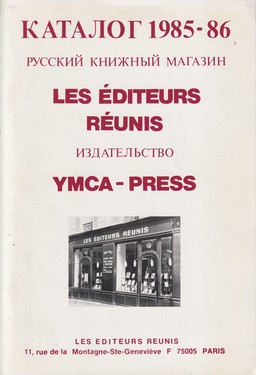 КАТАЛОГ 1985-86
РУССКИЙ КНИЖНЫЙ МАГАЗИН
LES ÉDITEURS
RÉUNIS
ИЗДАТЕЛЬСТВО
YMCA-PRESS
LES EDITEURS REUNIS
LES EDITEURS REUNIS
11, rue de la Montagne-Ste-Geneviève F 75005 PARIS